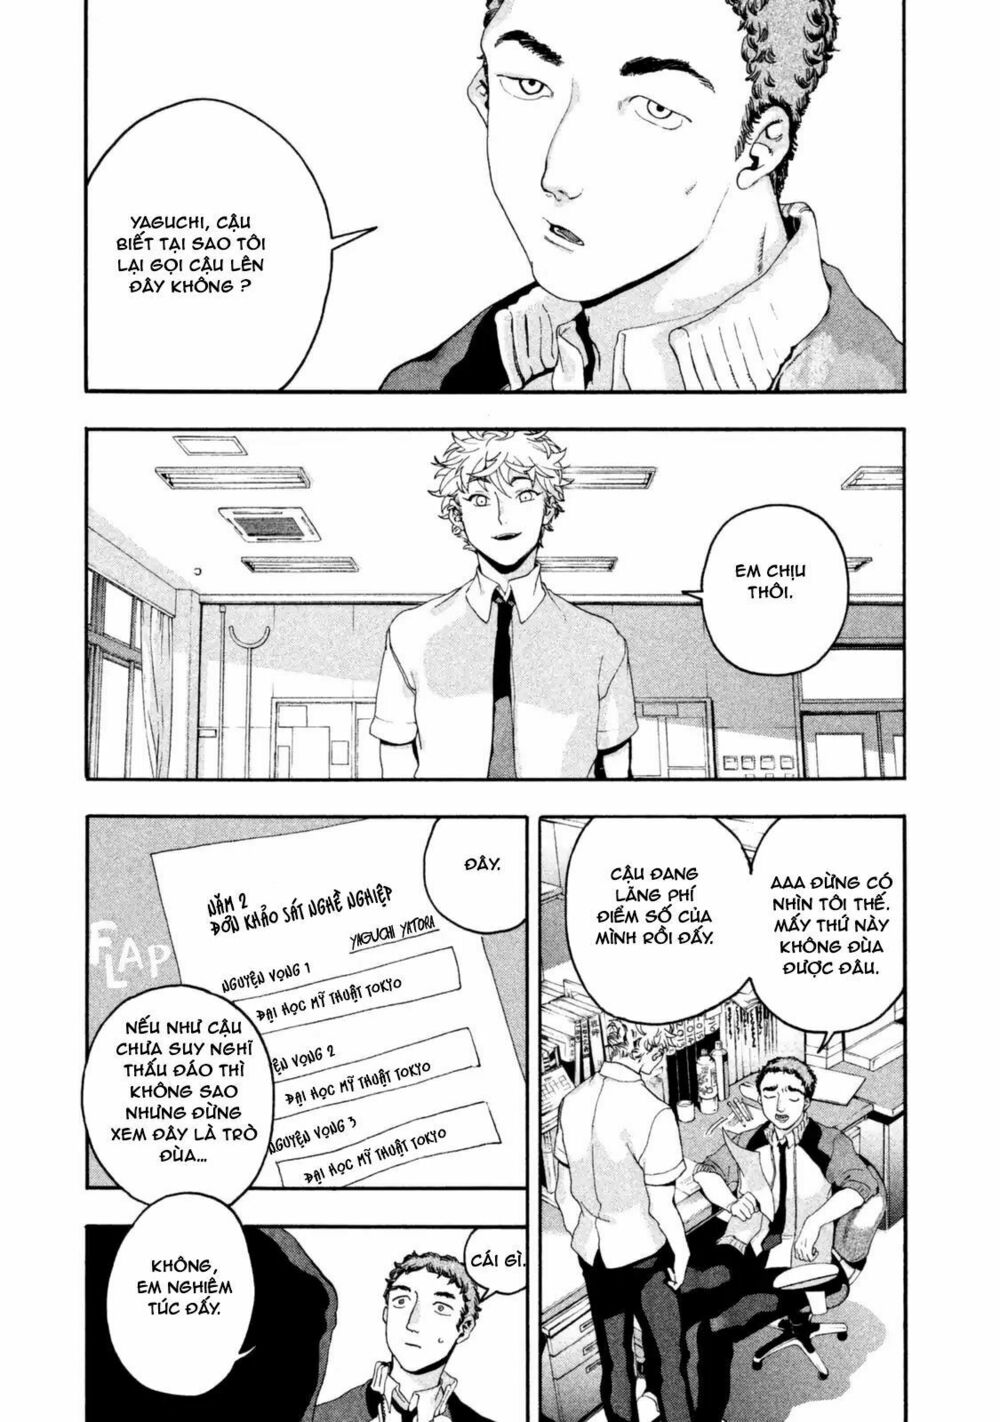 YAGUCHI, CẬU
BIẾT TẠI SAO TÔI
LẠI GỌI CẬU LÊN
ĐÂY KHÔNG ?
EM CHỊU
THÔI.
AAA ĐỪNG CÓ
NHÌN TÔI THẾ.
MẤY THỨ NÀY
KHÔNG ĐÙA
ĐƯỢC ĐÂU.
CẬU ĐANG
LÃNG PHÍ
ĐIỂM SỐ CỦA
MÌNH RỒI ĐẤY.
ĐÂY.
NĂM 2
ĐƠN KHẢO SÁT NGHỀ NGHIỆP
YAGUCHI YATORA
NGUYỆN VỌNG 1
ĐẠI HỌC MỸ THUẬT TOKYO
VỌNG 2
ĐẠI HỌC MỸ THUẬT TOKYO
NGUYỆN VỌNG 3
ĐẠI HỌC MỸ THUẬT TOKYO
FLAP
NẾU NHƯ CẬU
CHƯA SUY NGHĨ
THẤU ĐÁO THÌ
KHÔNG SAO
NHƯNG ĐỪNG
XEM ĐÂY LÀ TRÒ
ĐÙA...
CÁI GÌ.
KHÔNG,
EM NGHIÊM
TÚC ĐẤY.